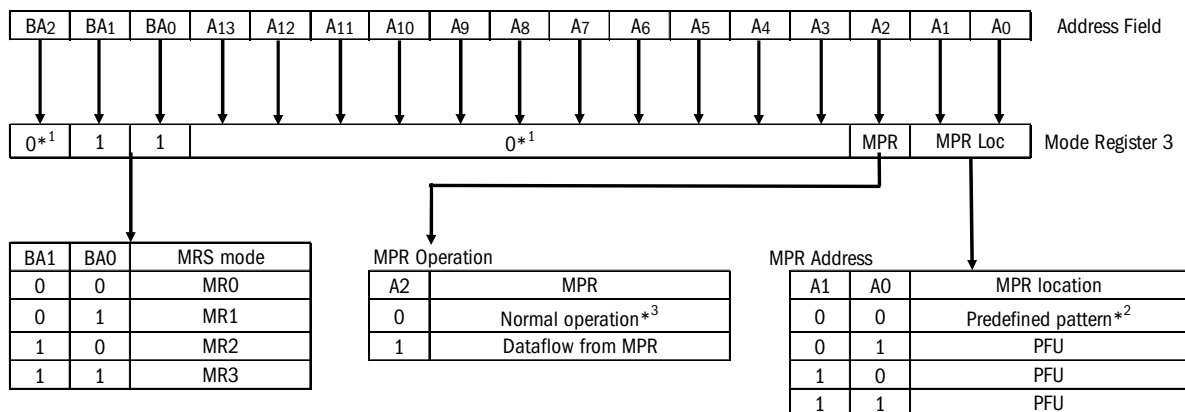 BA2 BA1 BA0 A13 A12 A11 A10 A9 A8 A7 A6 A5 A4 A3 A2 A1 A0 Address Field
0*1 1 1 0*1 MPR MPR Loc Mode Register 3
MPR Operation MPR Address
BA1 BA0 MRS mode
0 0 MR0
0 1 MR1
1 0 MR2
1 1 MR3
A2 MPR
0 Normal operation*3
1 Dataflow from MPR
A1 A0 MPR location
0 0 Predefined pattern*2
0 1 PFU
1 0 PFU
1 1 PFU